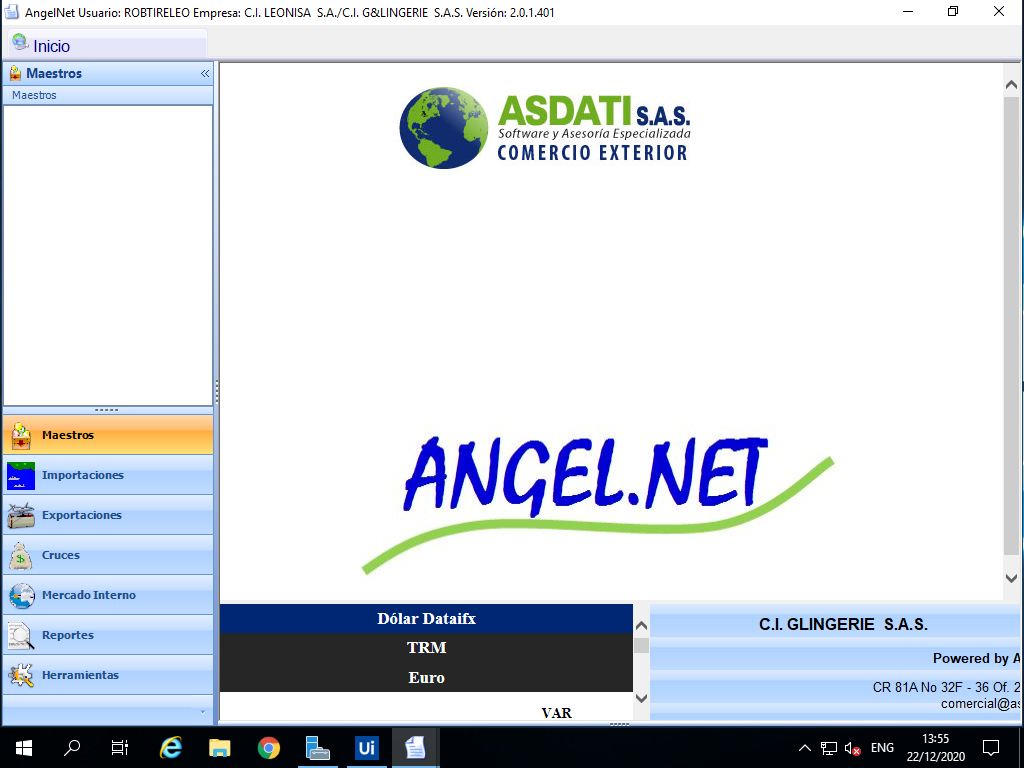 AngelNet Usuario: ROBTIRELEO Empresa: C.I. LEONISA S.A./C.I. G&LINGERIE S.A.S. Versión: 2.0.1.401
Inicio
Maestros
Maestros
ASDATI S.A.S.
Software y Asesoría Especializada
COMERCIO EXTERIOR
ANGEL.NET
Maestros
Importaciones
Exportaciones
Cruces
Mercado Interno
Reportes
Herramientas
Dólar Dataifx
TRM
Euro
VAR
C.I. GLINGERIE S.A.S.
Powered by A
CR 81A No 32F - 36 Of. 2
comercial@as
Ui
ENG
13:55
22/12/2020